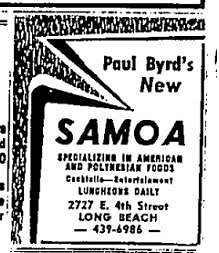 Paul Byrd's
New
SAMOA
SPECIALIZING IN AMERICAN
AND POLYNESIAN FOODS
Cocktails—Entertainment
LUNCHEONS DAILY
2727 E. 4th Street
LONG BEACH
— 439-6986 —